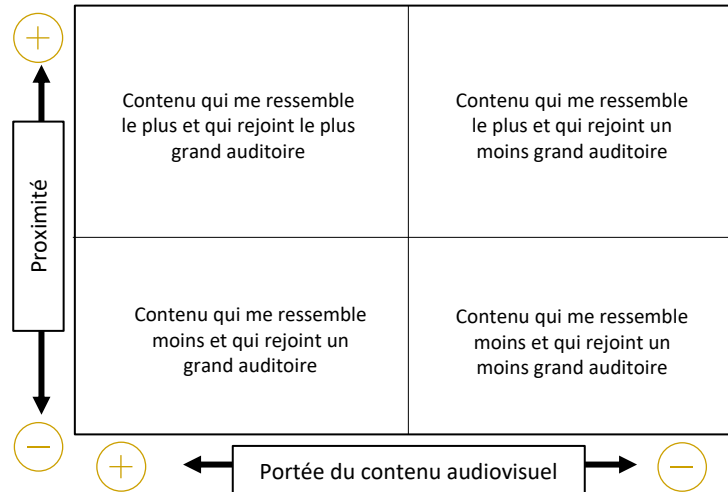 Contenu qui me ressemble
le plus et qui rejoint le plus
grand auditoire
Contenu qui me ressemble
le plus et qui rejoint un
moins grand auditoire
Proximité
Contenu qui me ressemble
moins et qui rejoint un
grand auditoire
Contenu qui me ressemble
moins et qui rejoint un
moins grand auditoire
Portée du contenu audiovisuel